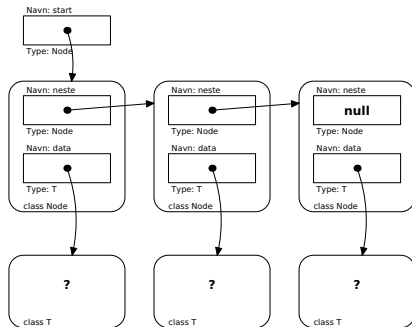 Navn: start
Type: Node
Navn: neste
Type: Node
Navn: data
Type: T
class Node
Navn: neste
Type: Node
Navn: data
Type: T
class Node
Navn: neste
null
Type: Node
Navn: data
Type: T
class Node
?
class T
?
class T
?
class T